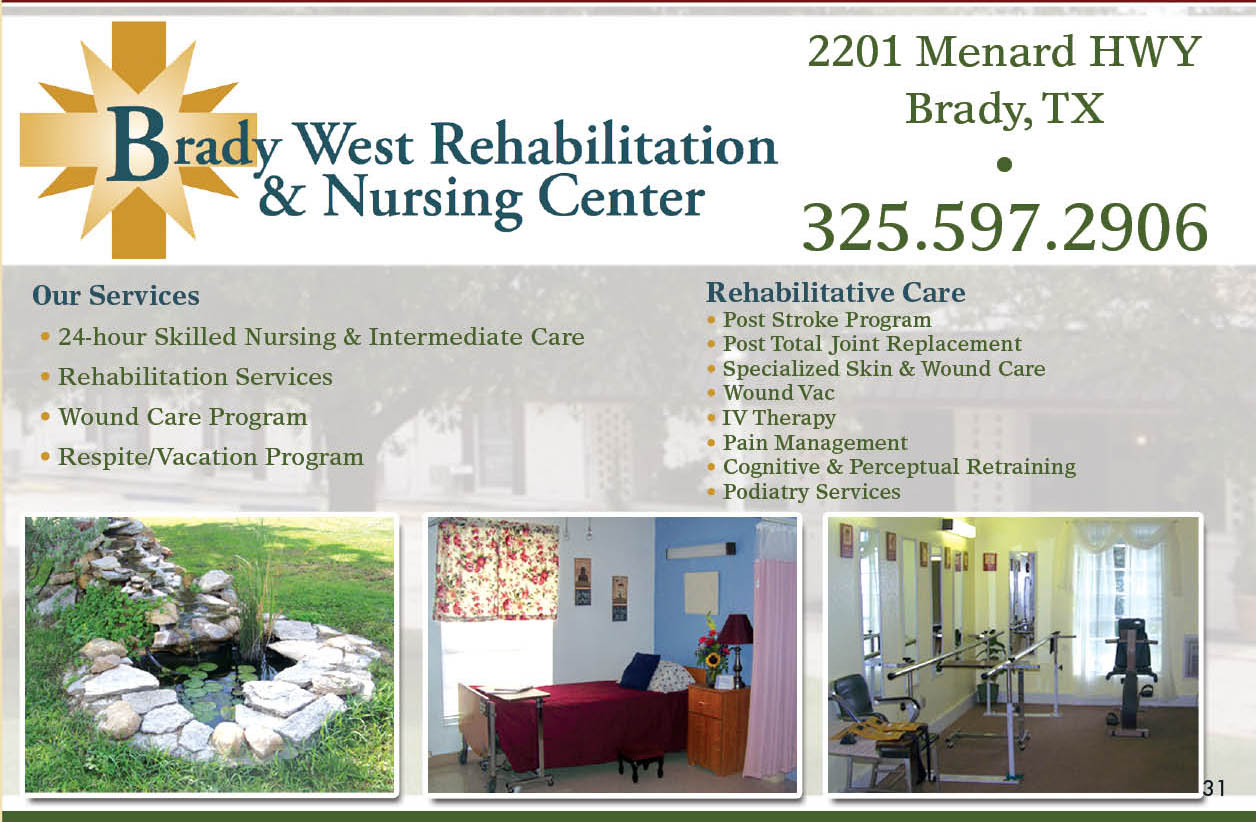 Brady West Rehabilitation
& Nursing Center
2201 Menard HWY
Brady, TX
•
325.597.2906
Our Services
• 24-hour Skilled Nursing & Intermediate Care
• Rehabilitation Services
• Wound Care Program
• Respite/Vacation Program
Rehabilitative Care
• Post Stroke Program
• Post Total Joint Replacement
• Specialized Skin & Wound Care
• Wound Vac
• IV Therapy
• Pain Management
• Cognitive & Perceptual Retraining
• Podiatry Services
31